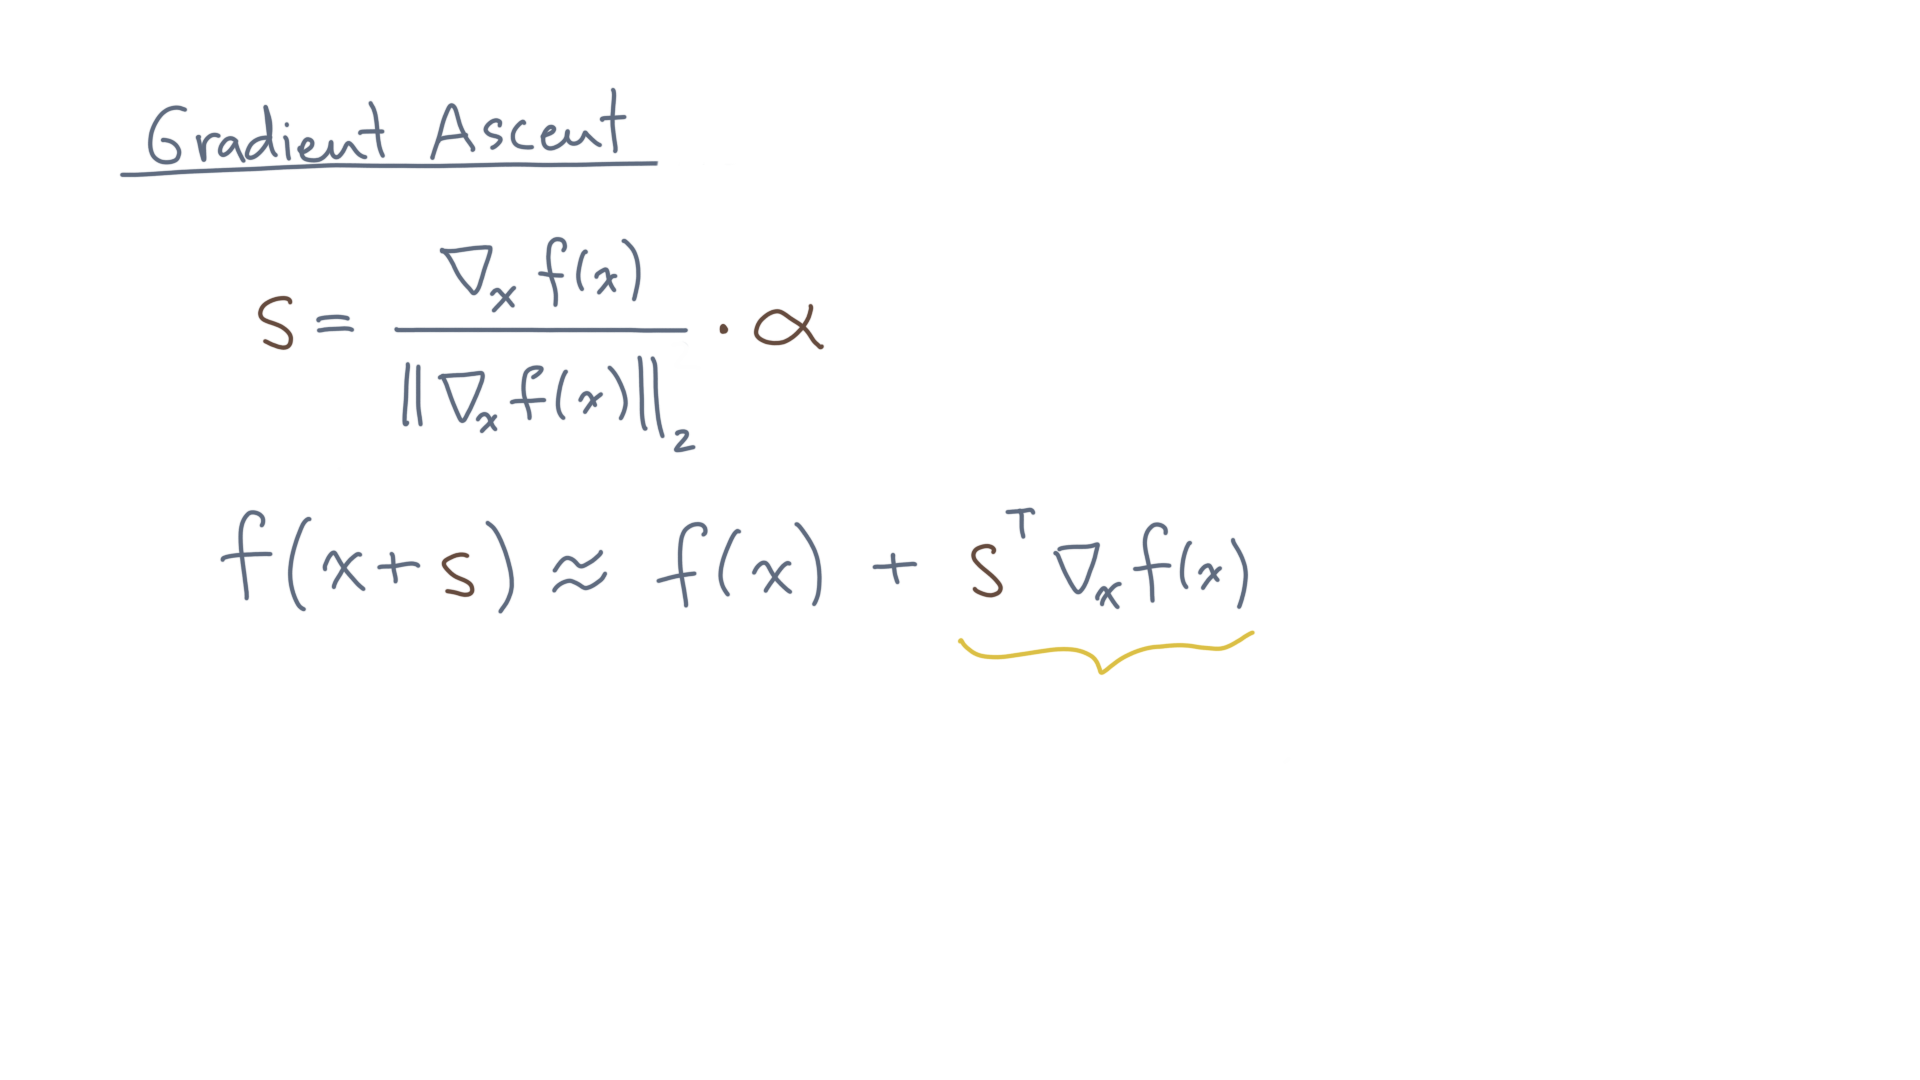 Gradient Ascent
s = ∇ₓ f(x) / ‖∇ₓ f(x)‖₂ · α
f(x+s) ≈ f(x) + sᵀ ∇ₓ f(x)